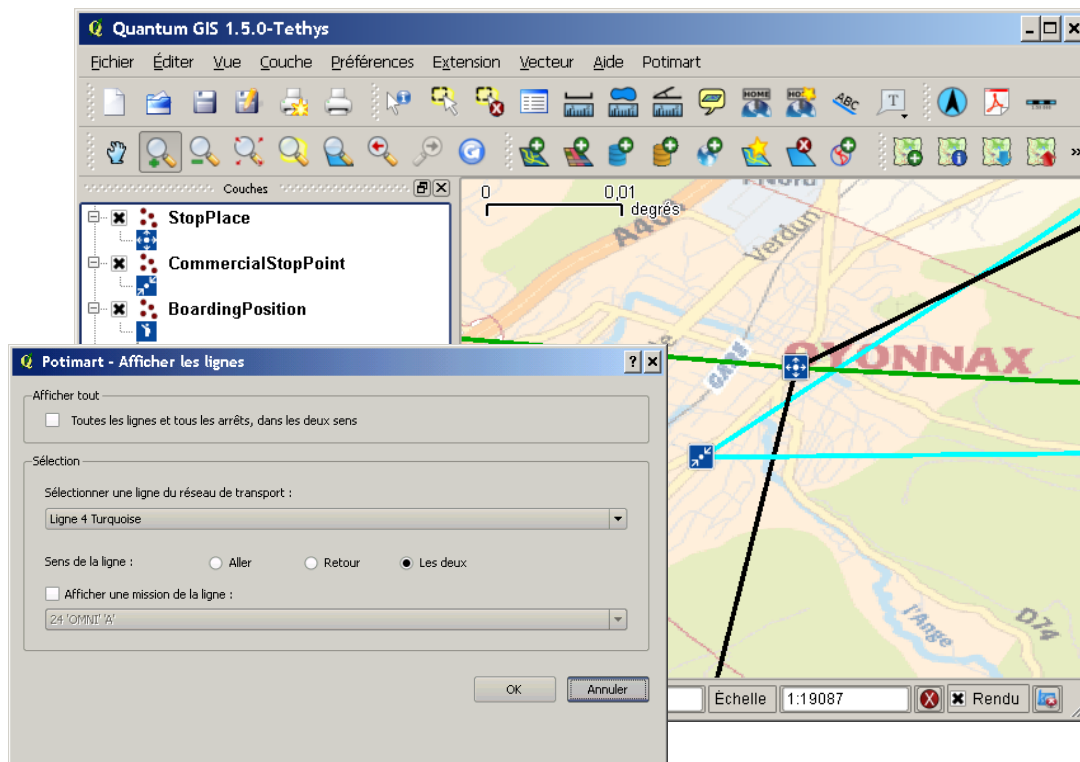 Quantum GIS 1.5.0-Tethys
Fichier Éditer Vue Couche Préférences Extension Vecteur Aide Potimart
HOME HOME ABC T
Couches
StopPlace
CommercialStopPoint
BoardingPosition
0 0,01
degrés
Verdun
GARE
OYONNAX
l'Ange
D74
Potimart - Afficher les lignes
Afficher tout
Toutes les lignes et tous les arrêts, dans les deux sens
Sélection
Sélectionner une ligne du réseau de transport :
Ligne 4 Turquoise
Sens de la ligne : Aller Retour Les deux
Afficher une mission de la ligne :
24 'OMNI' 'A'
OK Annuler
Échelle 1:19087 Rendu